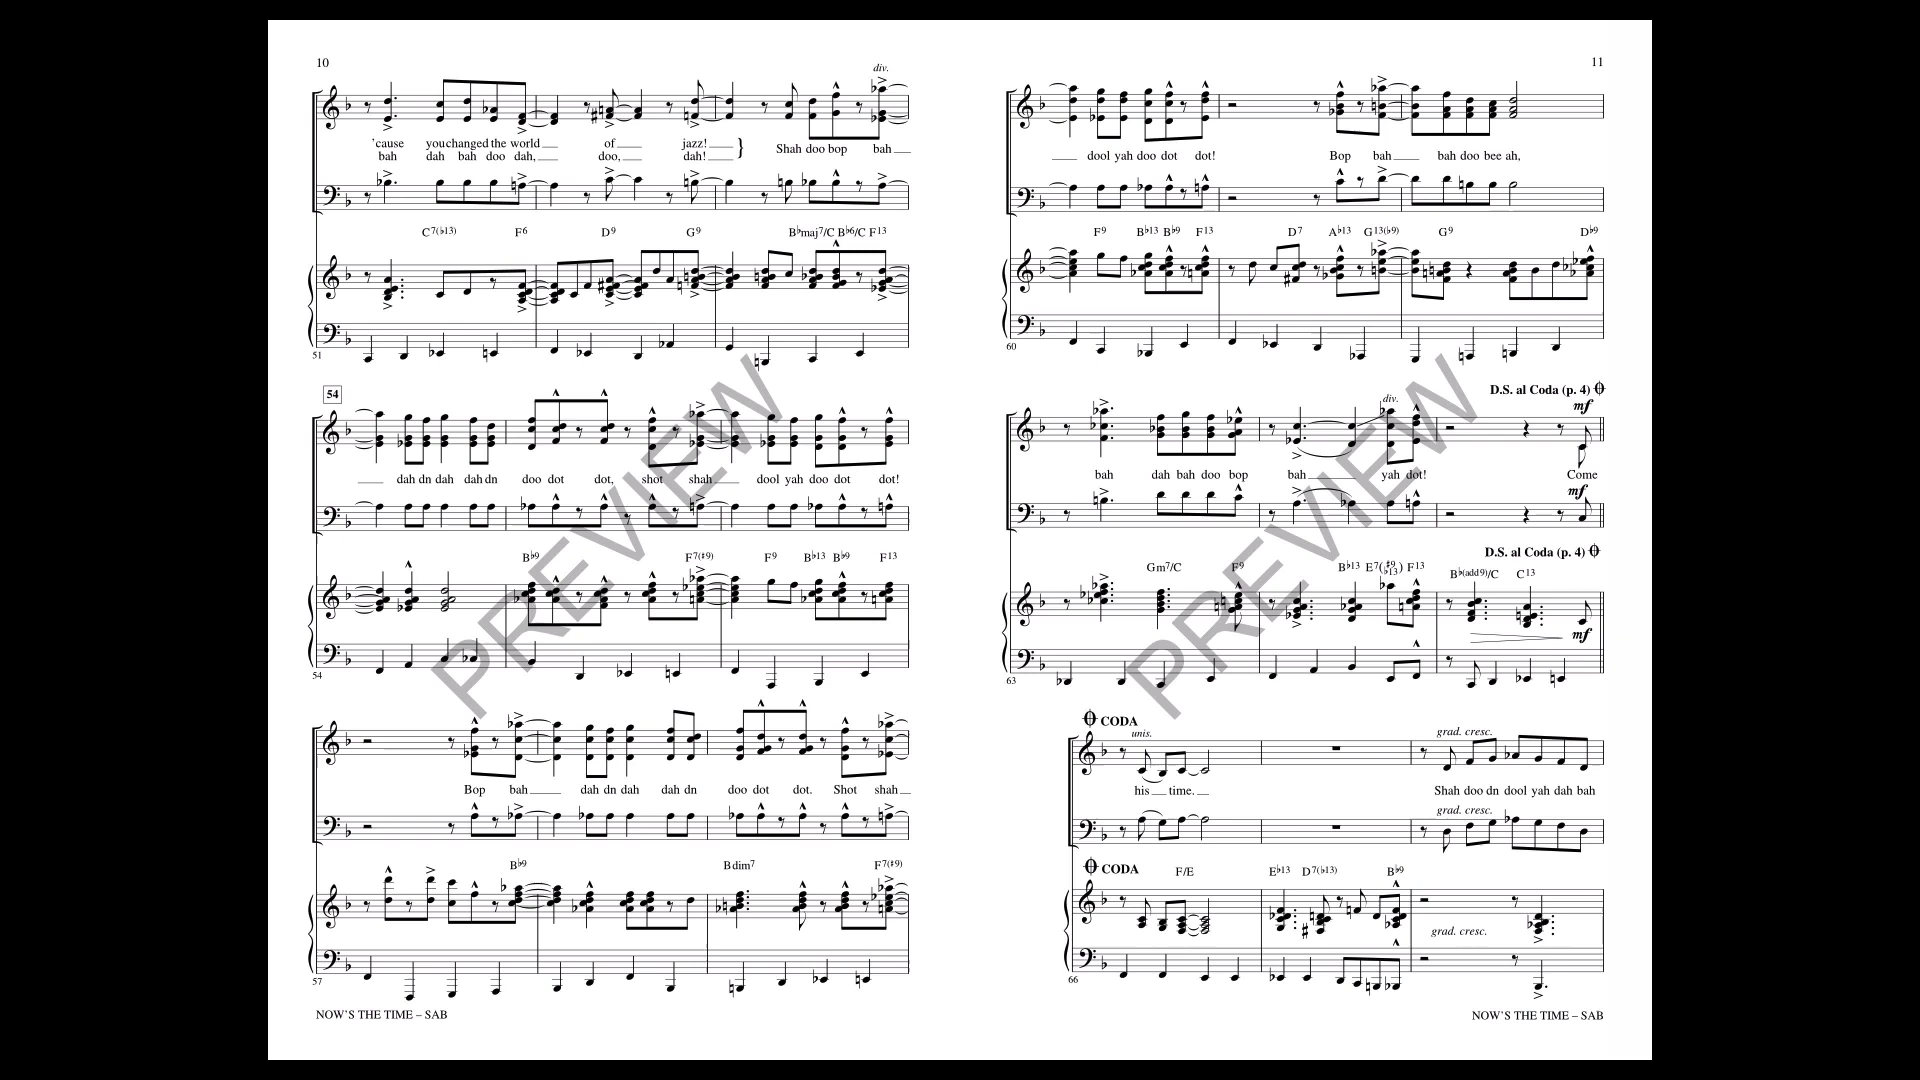 10
div.
'cause you changed the world of jazz!
bah dah bah doo dah, doo, dah! } Shah doo bop bah
C7(♭13) F6 D9 G9 B♭maj7/C B♭6/C F13
51
54
dah dn dah dah dn doo dot dot, shot shah dool yah doo dot dot!
B♭9 F7(♯9) F9 B♭13 B♭9 F13
54
Bop bah dah dn dah dah dn doo dot dot. Shot shah
B♭9 Bdim7 F7(♯9)
57
NOW'S THE TIME – SAB
11
dool yah doo dot dot! Bop bah bah doo bee ah,
F9 B♭13 B♭9 F13 D7 A♭13 G13(♭9) G9 D♭9
60
D.S. al Coda (p. 4)
mf
div.
bah dah bah doo bop bah yah dot! Come
mf
D.S. al Coda (p. 4)
Gm7/C F9 B♭13 E7(♯9 ♭13) F13 B♭(add9)/C C13
mf
63
CODA
unis. grad. cresc.
his time. Shah doo dn dool yah dah bah
grad. cresc.
CODA F/E E♭13 D7(♭13) B♭9
grad. cresc.
66
NOW'S THE TIME – SAB
PREVIEW
PREVIEW